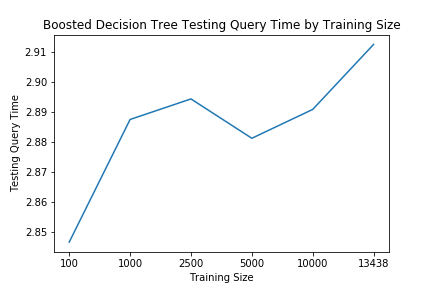 Boosted Decision Tree Testing Query Time by Training Size
2.91
2.90
2.89
2.88
2.87
2.86
2.85
Testing Query Time
100 1000 2500 5000 10000 13438
Training Size